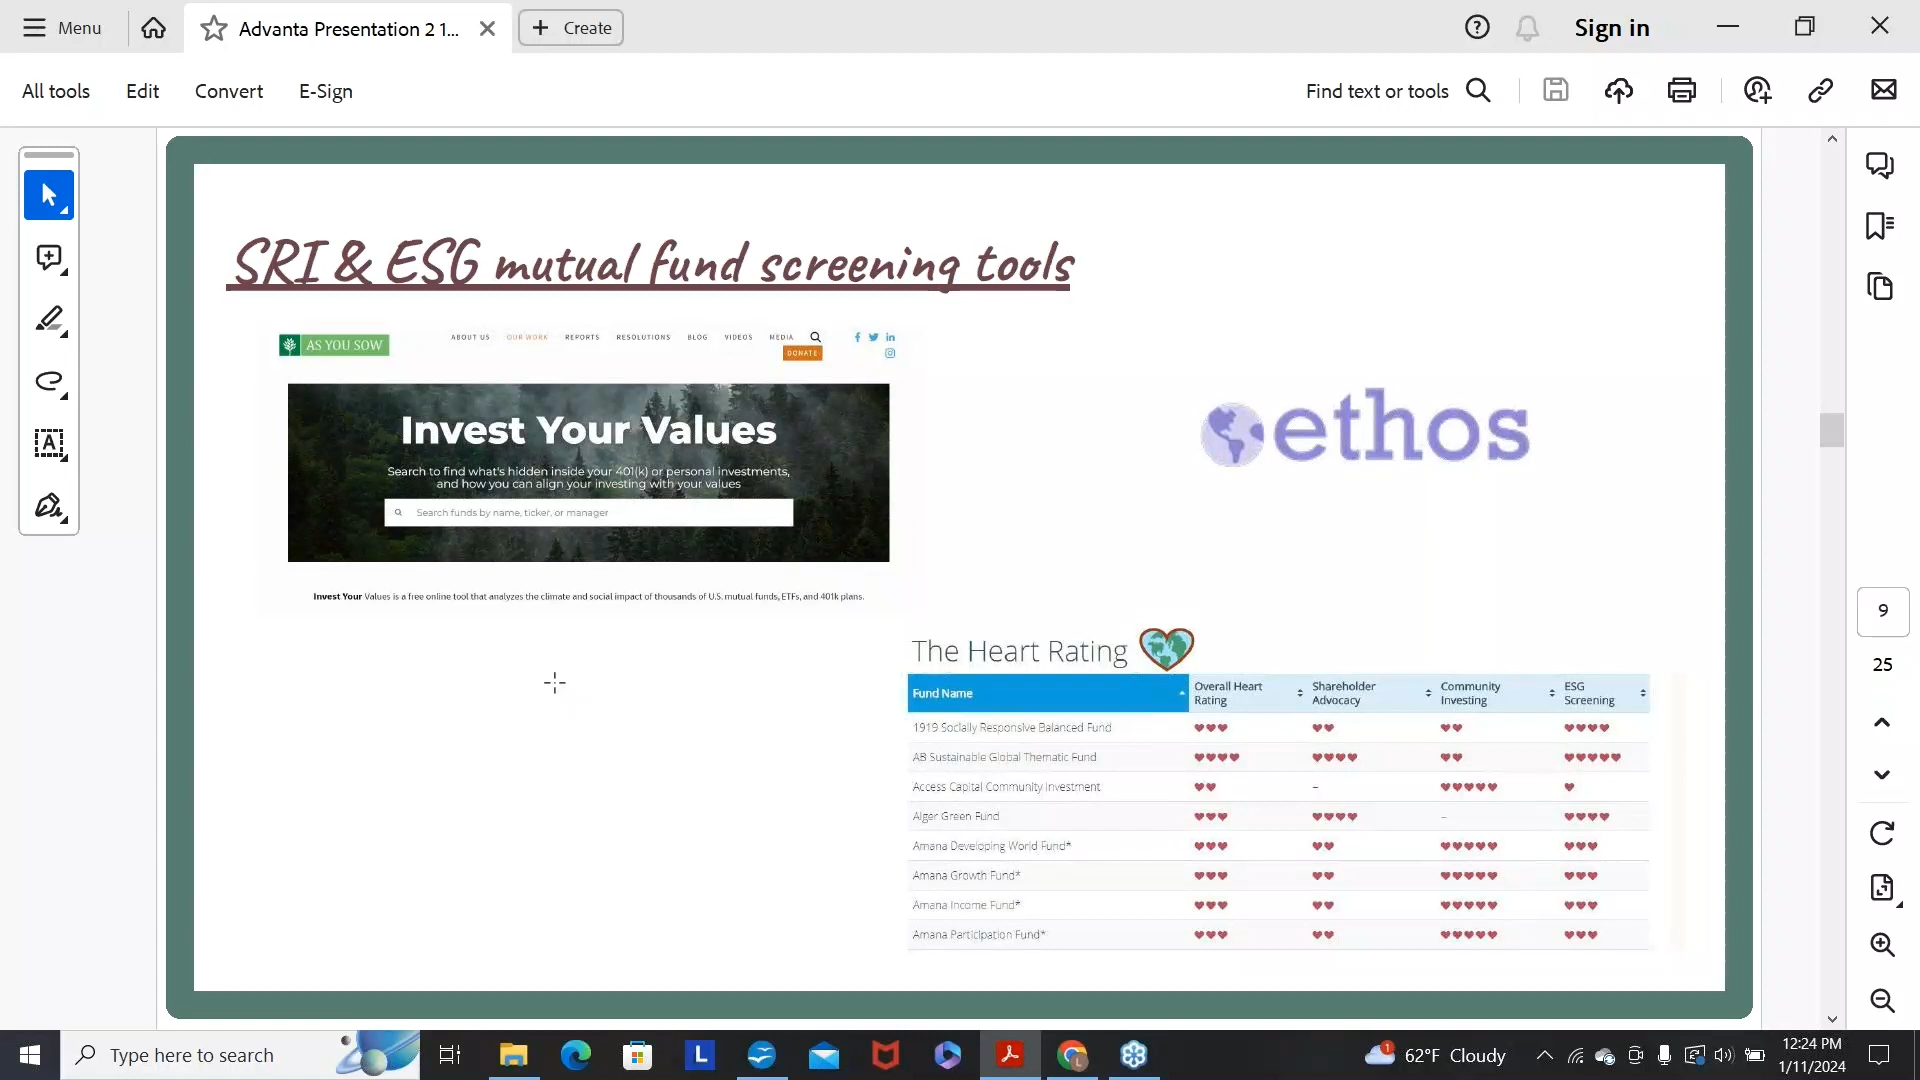 Menu
Advanta Presentation 2 1...
Create
Sign in
All tools
Edit
Convert
E-Sign
Find text or tools
SRI & ESG mutual fund screening tools
AS YOU SOW
ABOUT US
OUR WORK
REPORTS
RESOLUTIONS
BLOG
VIDEOS
MEDIA
DONATE
Invest Your Values
Search to find what's hidden inside your 401(k) or personal investments,
and how you can align your investing with your values
Search funds by name, ticker, or manager
Invest Your Values is a free online tool that analyzes the climate and social impact of thousands of U.S. mutual funds, ETFs, and 401k plans.
ethos
The Heart Rating
Fund Name
Overall Heart Rating
Shareholder Advocacy
Community Investing
ESG Screening
1919 Socially Responsive Balanced Fund
AB Sustainable Global Thematic Fund
Access Capital Community Investment
Alger Green Fund
Amana Developing World Fund*
Amana Growth Fund*
Amana Income Fund*
Amana Participation Fund*
9
25
Type here to search
L
1
62°F Cloudy
12:24 PM
1/11/2024